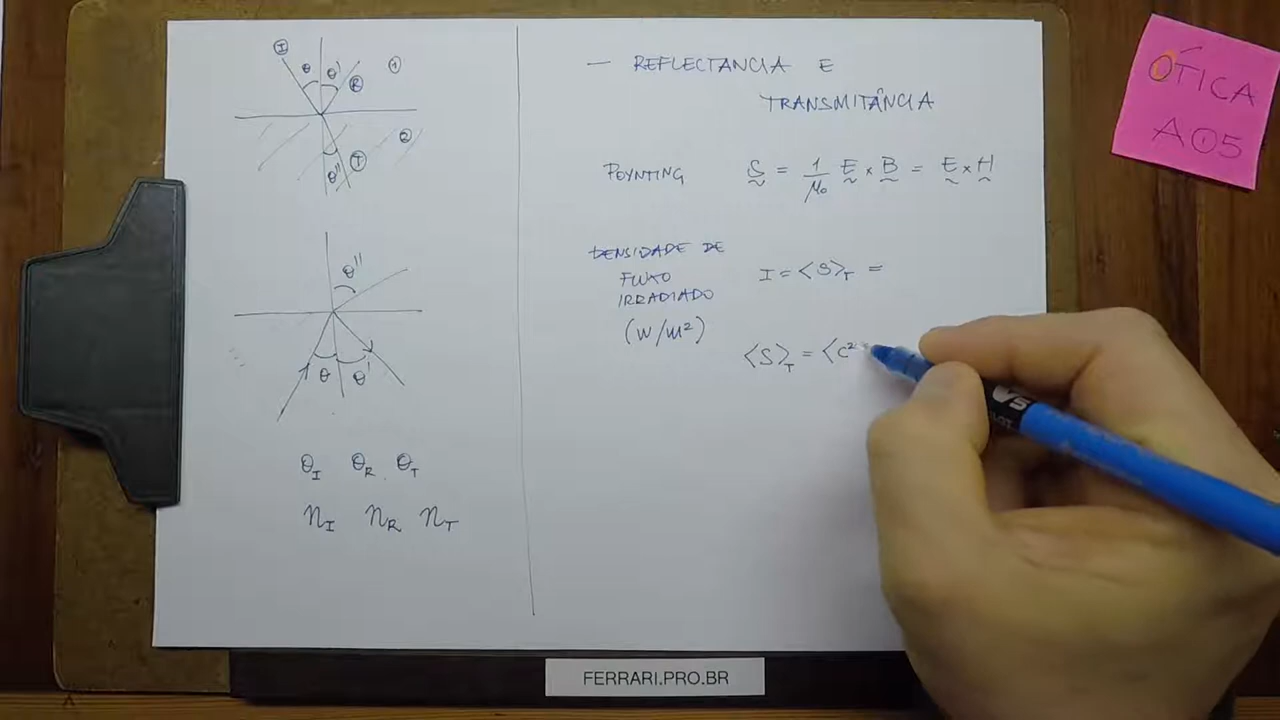 I
θ θ' R 1
2
θ'' T
θ''
θ θ'
θ_I θ_R θ_T
n_I n_R n_T
— REFLECTANCIA E
TRANSMITÂNCIA
POYNTING S = 1/μ₀ E × B = E × H
DENSIDADE DE
FLUXO
IRRADIADO
(W/m²)
I = <S>_T =
<S>_T = <c²
ÓTICA
A05
V5
FERRARI.PRO.BR